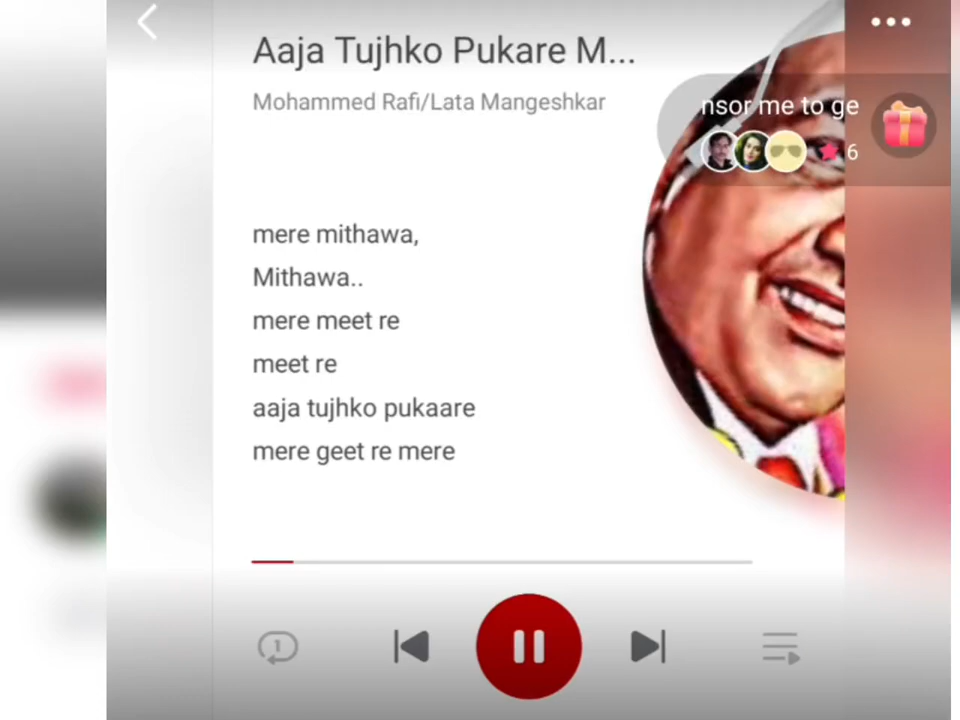 Aaja Tujhko Pukare M...
Mohammed Rafi/Lata Mangeshkar
nsor me to ge
6
mere mithawa,
Mithawa..
mere meet re
meet re
aaja tujhko pukaare
mere geet re mere
1